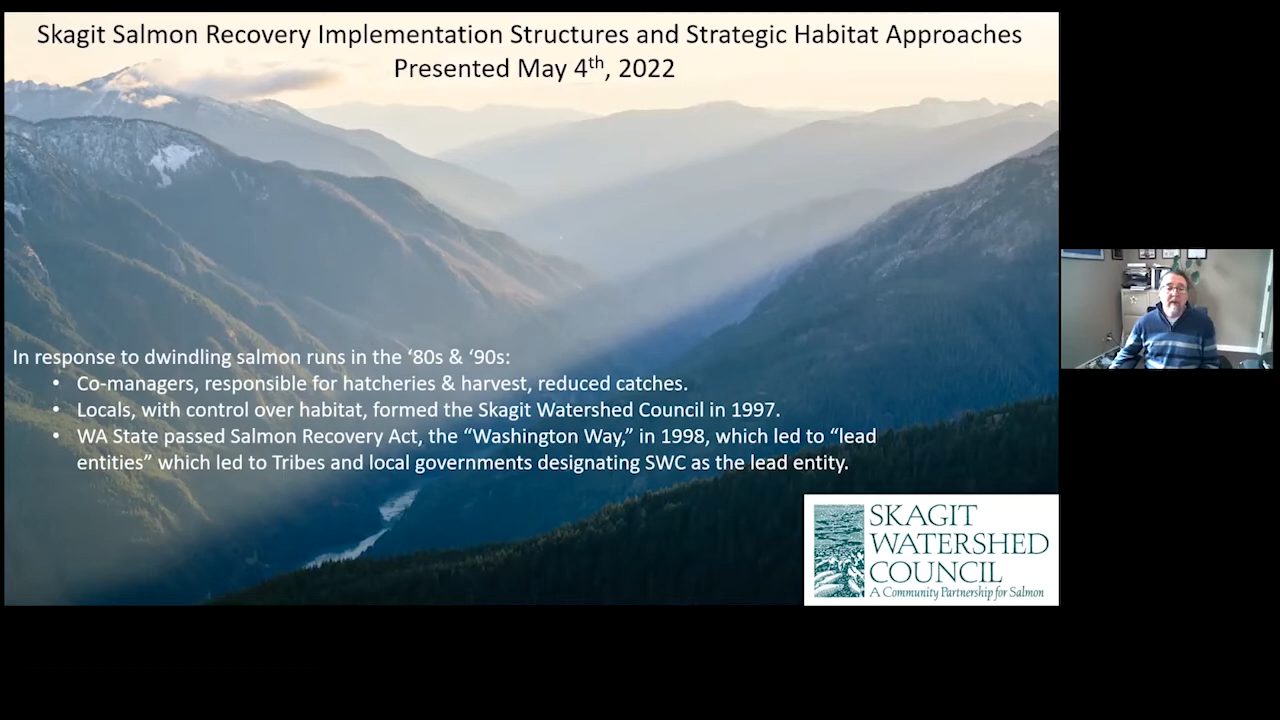 Skagit Salmon Recovery Implementation Structures and Strategic Habitat Approaches
Presented May 4th, 2022
In response to dwindling salmon runs in the ‘80s & ‘90s:
• Co-managers, responsible for hatcheries & harvest, reduced catches.
• Locals, with control over habitat, formed the Skagit Watershed Council in 1997.
• WA State passed Salmon Recovery Act, the “Washington Way,” in 1998, which led to “lead
entities” which led to Tribes and local governments designating SWC as the lead entity.
SKAGIT
WATERSHED
COUNCIL
A Community Partnership for Salmon